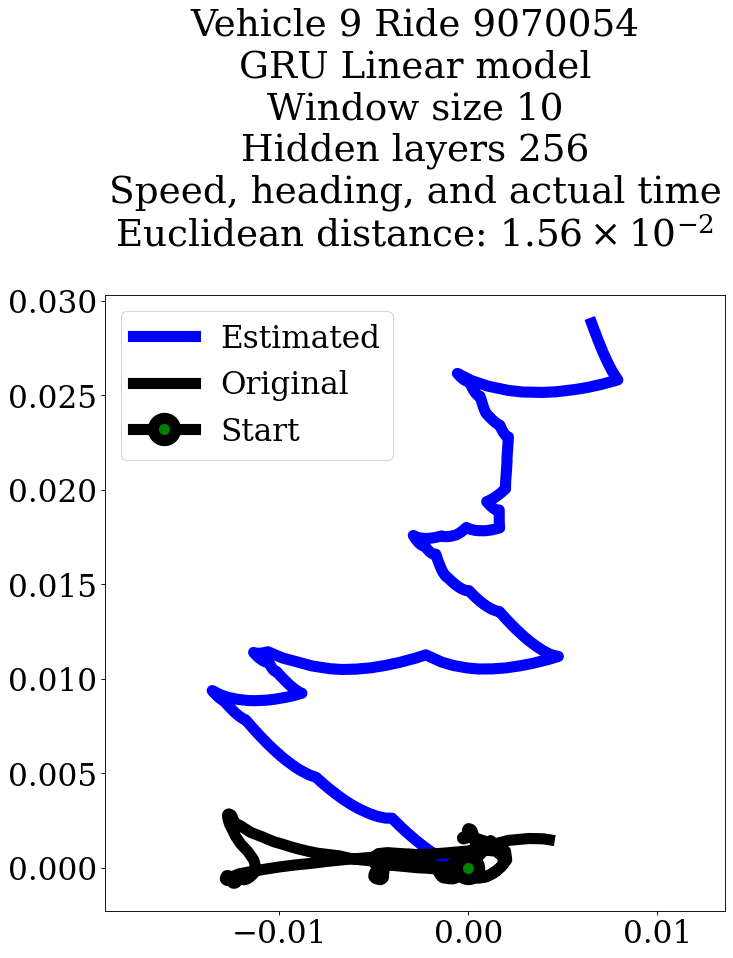 Vehicle 9 Ride 9070054
GRU Linear model
Window size 10
Hidden layers 256
Speed, heading, and actual time
Euclidean distance: 1.56 × 10⁻²
0.030
0.025
0.020
0.015
0.010
0.005
0.000
Estimated
Original
Start
−0.01
0.00
0.01